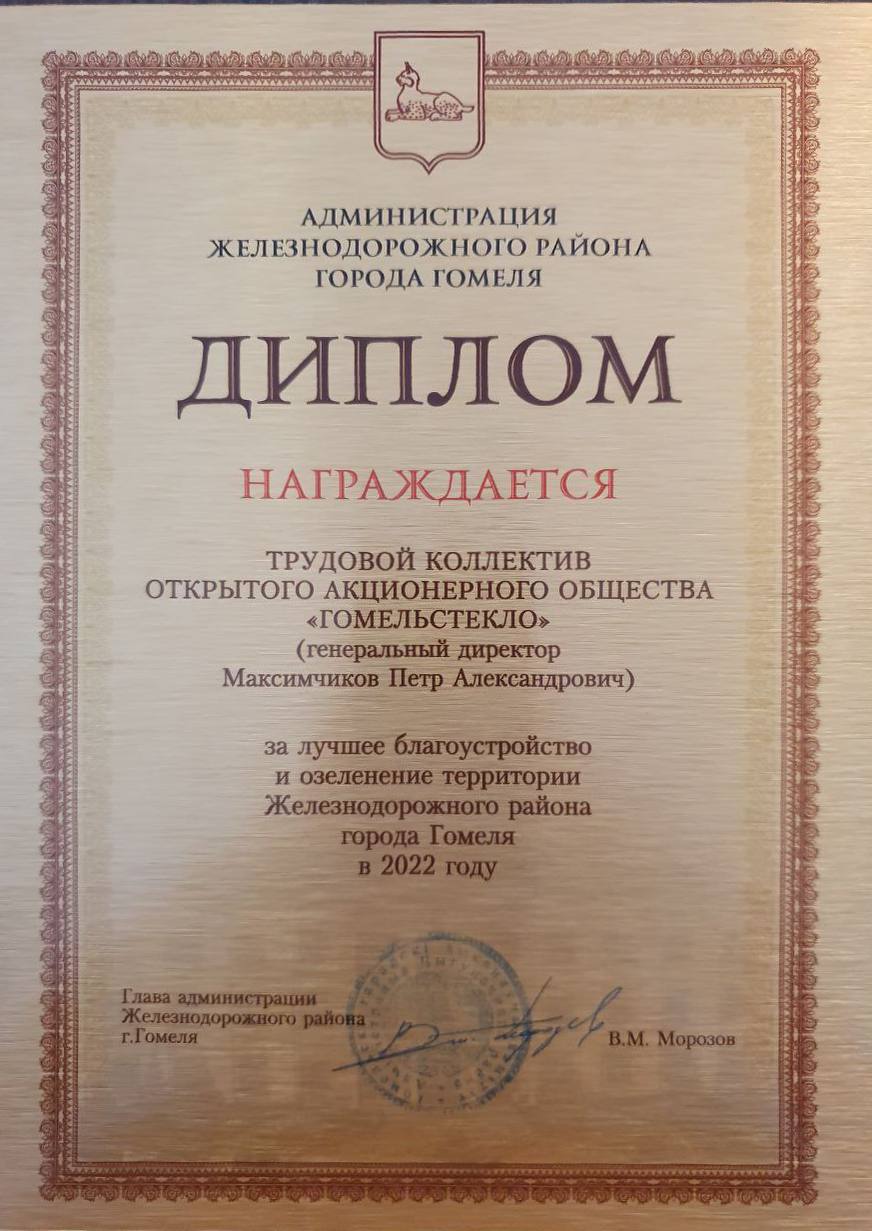 АДМИНИСТРАЦИЯ
ЖЕЛЕЗНОДОРОЖНОГО РАЙОНА
ГОРОДА ГОМЕЛЯ
ДИПЛОМ
НАГРАЖДАЕТСЯ
ТРУДОВОЙ КОЛЛЕКТИВ
ОТКРЫТОГО АКЦИОНЕРНОГО ОБЩЕСТВА
«ГОМЕЛЬСТЕКЛО»
(генеральный директор
Максимчиков Петр Александрович)
за лучшее благоустройство
и озеленение территории
Железнодорожного района
города Гомеля
в 2022 году
Глава администрации
Железнодорожного района
г.Гомеля
В.М. Морозов